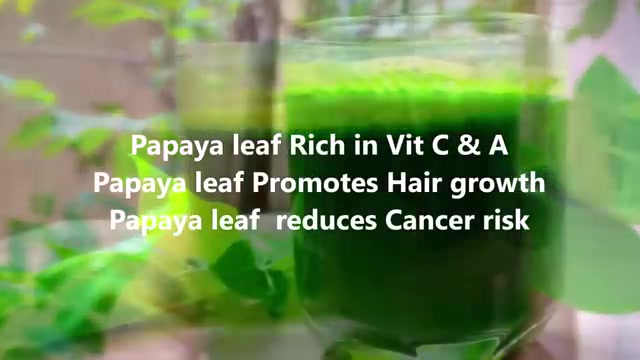 Papaya leaf Rich in Vit C & A
Papaya leaf Promotes Hair growth
Papaya leaf  reduces Cancer risk